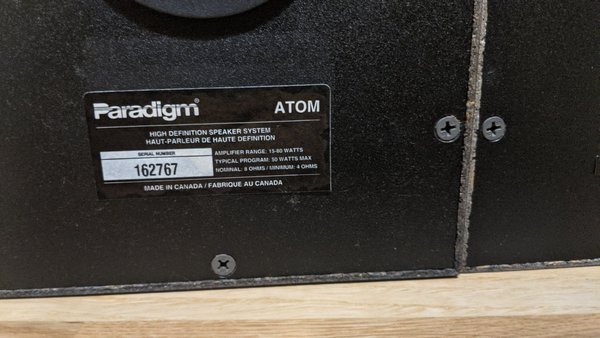 Paradigm® ATOM
HIGH DEFINITION SPEAKER SYSTEM
HAUT-PARLEUR DE HAUTE DEFINITION
SERIAL NUMBER
162767
AMPLIFIER RANGE: 15-80 WATTS
TYPICAL PROGRAM: 50 WATTS MAX
NOMINAL: 8 OHMS / MINIMUM: 4 OHMS
MADE IN CANADA / FABRIQUE AU CANADA